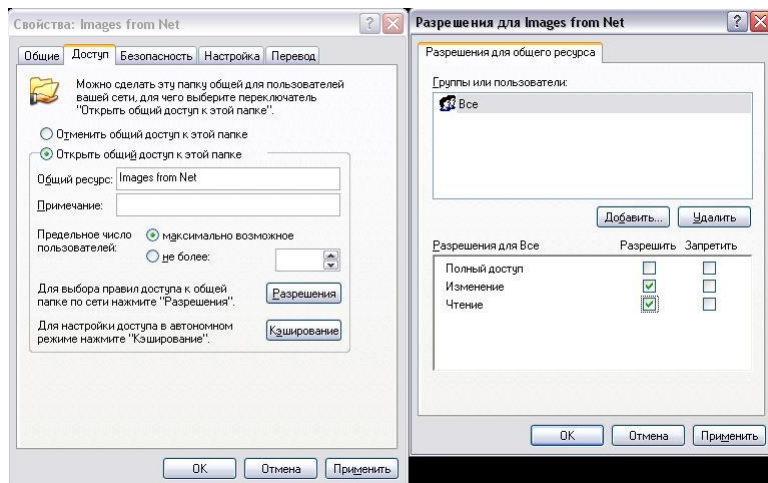 Свойства: Images from Net
Общие Доступ Безопасность Настройка Перевод
Можно сделать эту папку общей для пользователей
вашей сети, для чего выберите переключатель
"Открыть общий доступ к этой папке".
Отменить общий доступ к этой папке
Открыть общий доступ к этой папке
Общий ресурс: Images from Net
Примечание:
Предельное число
пользователей:
максимально возможное
не более:
Для выбора правил доступа к общей
папке по сети нажмите "Разрешения".
Разрешения
Для настройки доступа в автономном
режиме нажмите "Кэширование".
Кэширование
OK Отмена Применить
Разрешения для Images from Net
Разрешения для общего ресурса
Группы или пользователи:
Все
Добавить... Удалить
Разрешения для Все Разрешить Запретить
Полный доступ
Изменение
Чтение
OK Отмена Применить